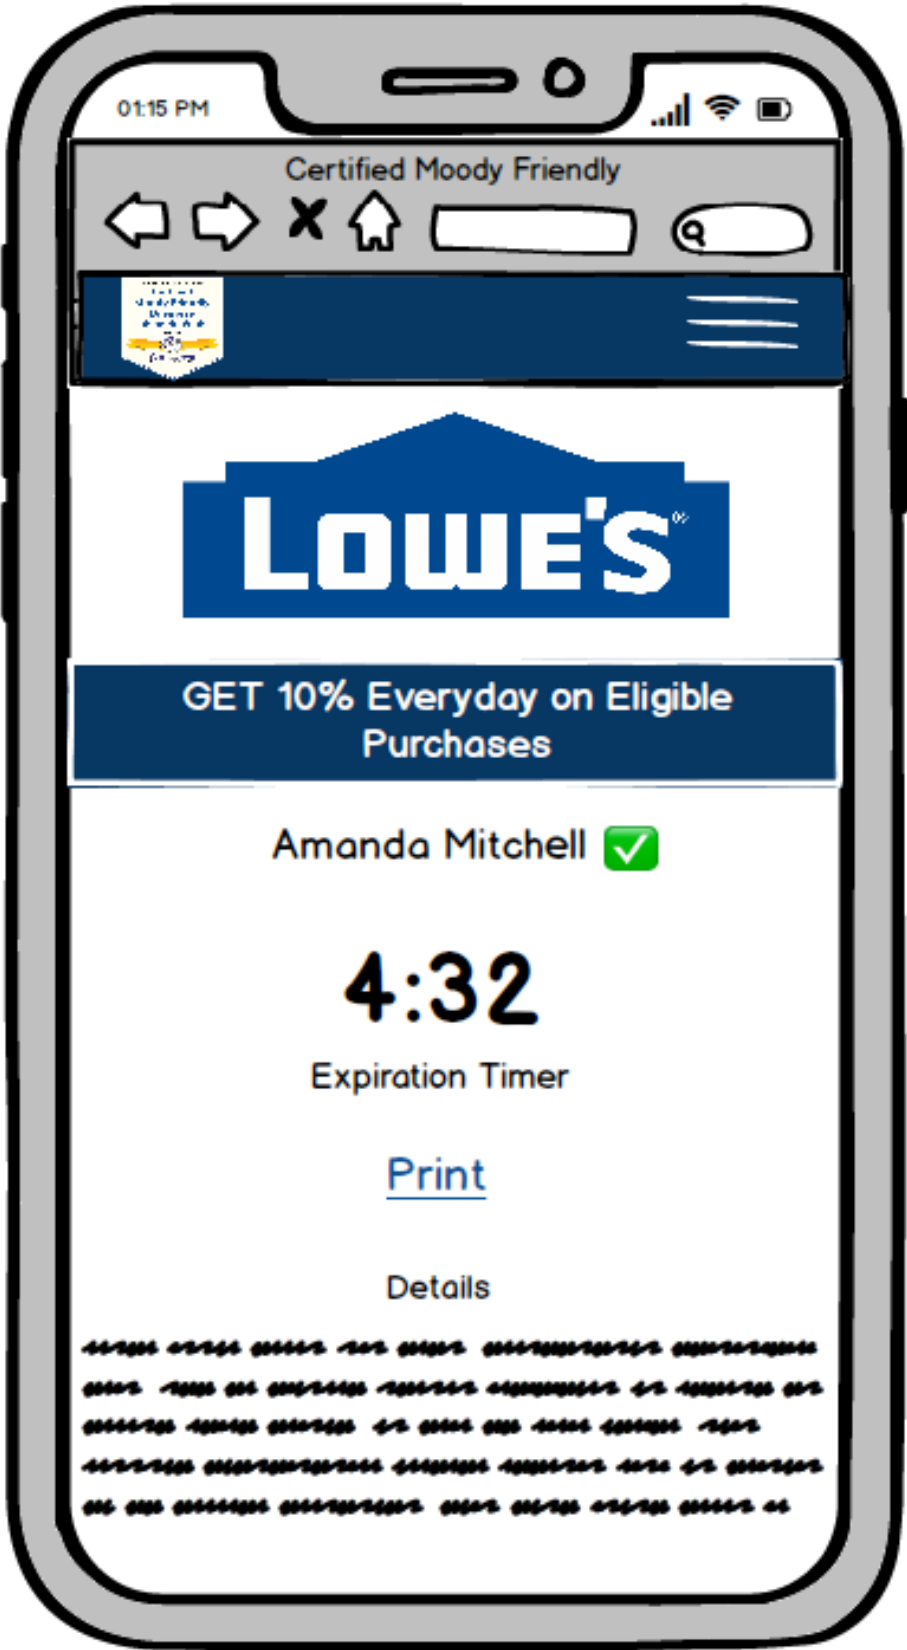 01:15 PM
Certified Moody Friendly
LOWE'S®
GET 10% Everyday on Eligible
Purchases
Amanda Mitchell
4:32
Expiration Timer
Print
Details